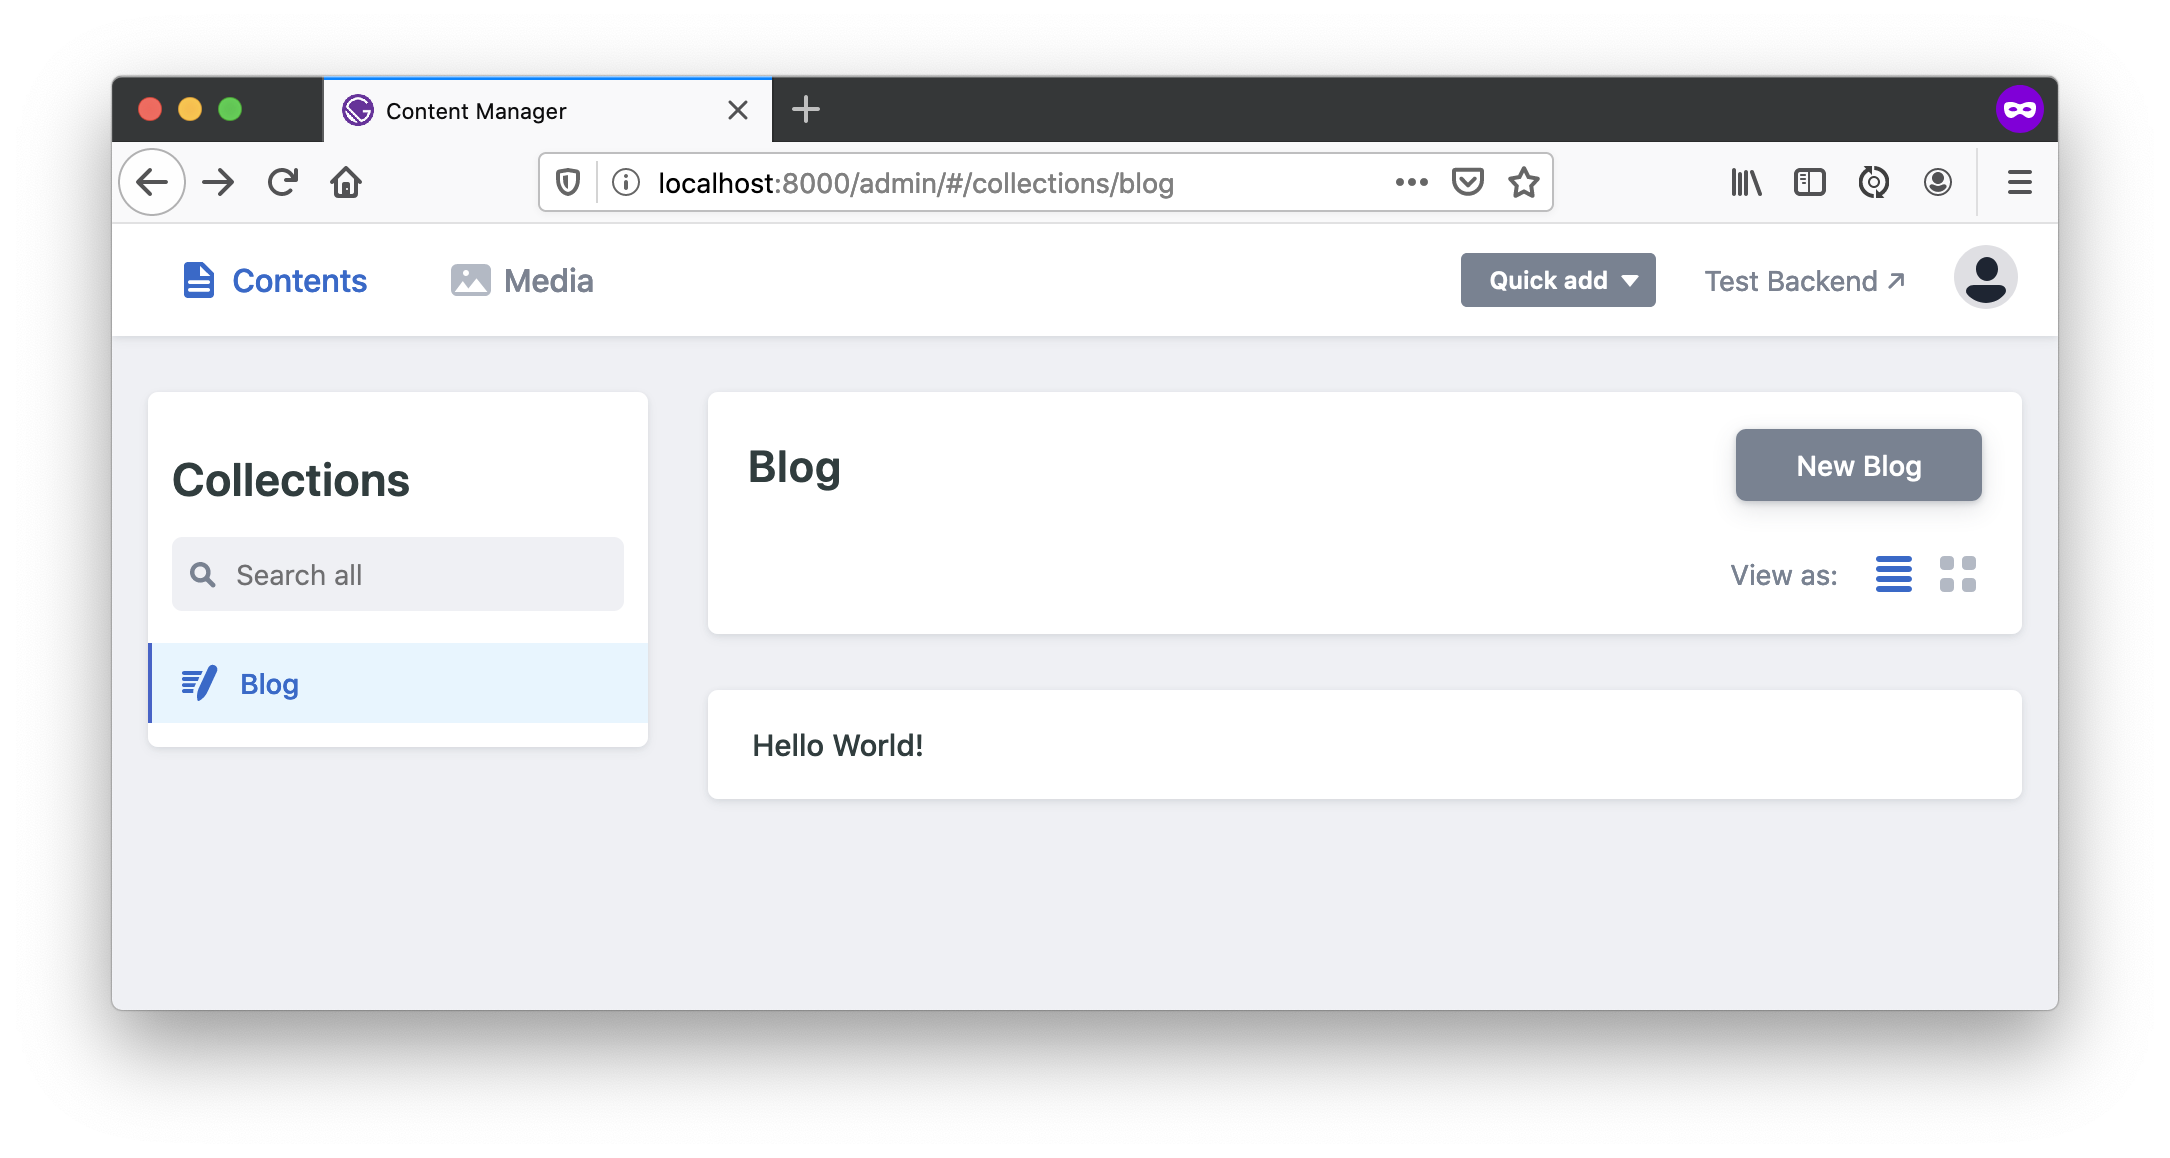 Content Manager
localhost:8000/admin/#/collections/blog
Contents
Media
Quick add
Test Backend
Collections
Search all
Blog
Blog
New Blog
View as:
Hello World!